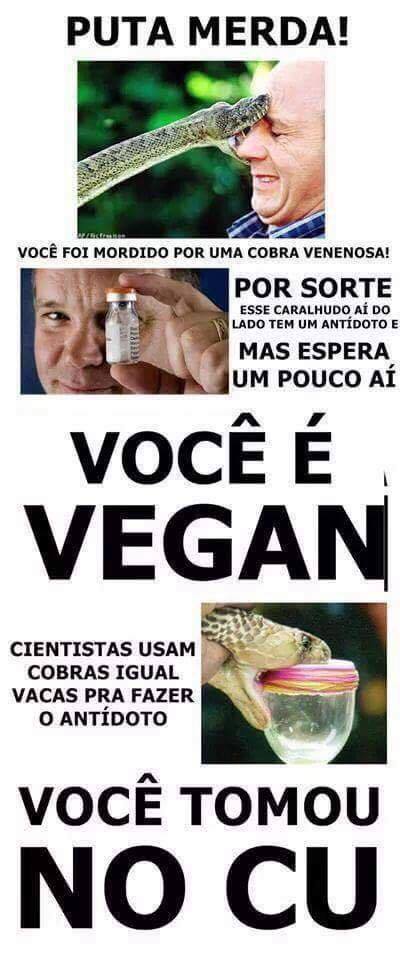 PUTA MERDA!
VOCÊ FOI MORDIDO POR UMA COBRA VENENOSA!
POR SORTE
ESSE CARALHUDO AÍ DO
LADO TEM UM ANTÍDOTO E
MAS ESPERA
UM POUCO AÍ
VOCÊ É
VEGAN
CIENTISTAS USAM
COBRAS IGUAL
VACAS PRA FAZER
O ANTÍDOTO
VOCÊ TOMOU
NO CU